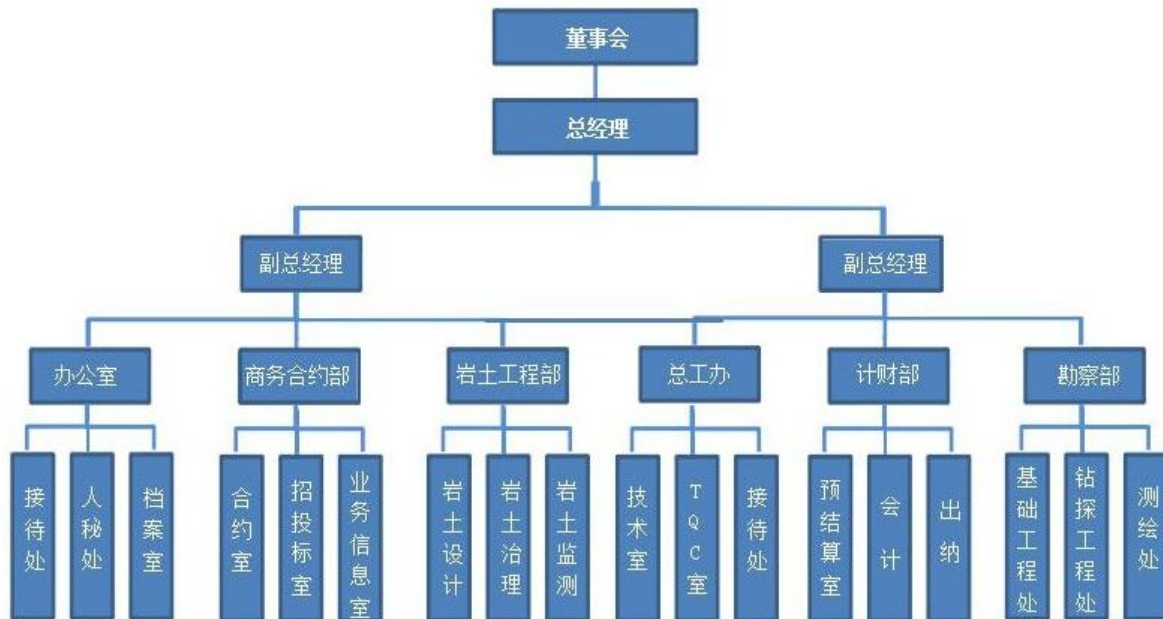 董事会
总经理
副总经理
副总经理
办公室
商务合约部
岩土工程部
总工办
计财部
勘察部
接待处
人秘处
档案室
合约室
招投标室
业务信息室
岩土设计
岩土治理
岩土监测
技术室
TQC室
接待处
预结算室
会计
出纳
基础工程处
钻探工程处
测绘处